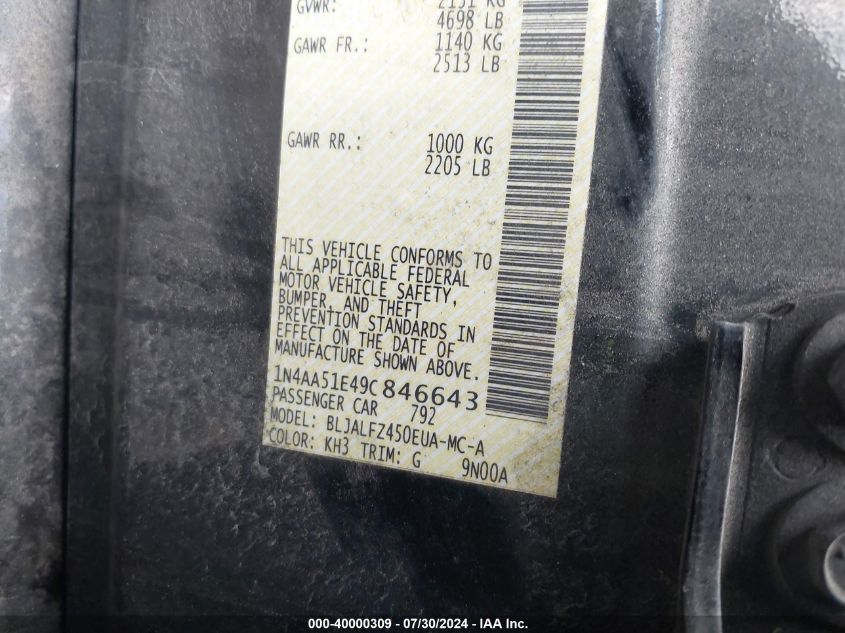 GVWR: 2131 KG
4698 LB
GAWR FR.: 1140 KG
2513 LB
GAWR RR.: 1000 KG
2205 LB
THIS VEHICLE CONFORMS TO
ALL APPLICABLE FEDERAL
MOTOR VEHICLE SAFETY,
BUMPER, AND THEFT
PREVENTION STANDARDS IN
EFFECT ON THE DATE OF
MANUFACTURE SHOWN ABOVE.
1N4AA51E49C846643
PASSENGER CAR 792
MODEL: BLJALFZ450EUA-MC-A
COLOR: KH3 TRIM: G 9N00A
000-40000309 / 07/30/2024 - IAA Inc.